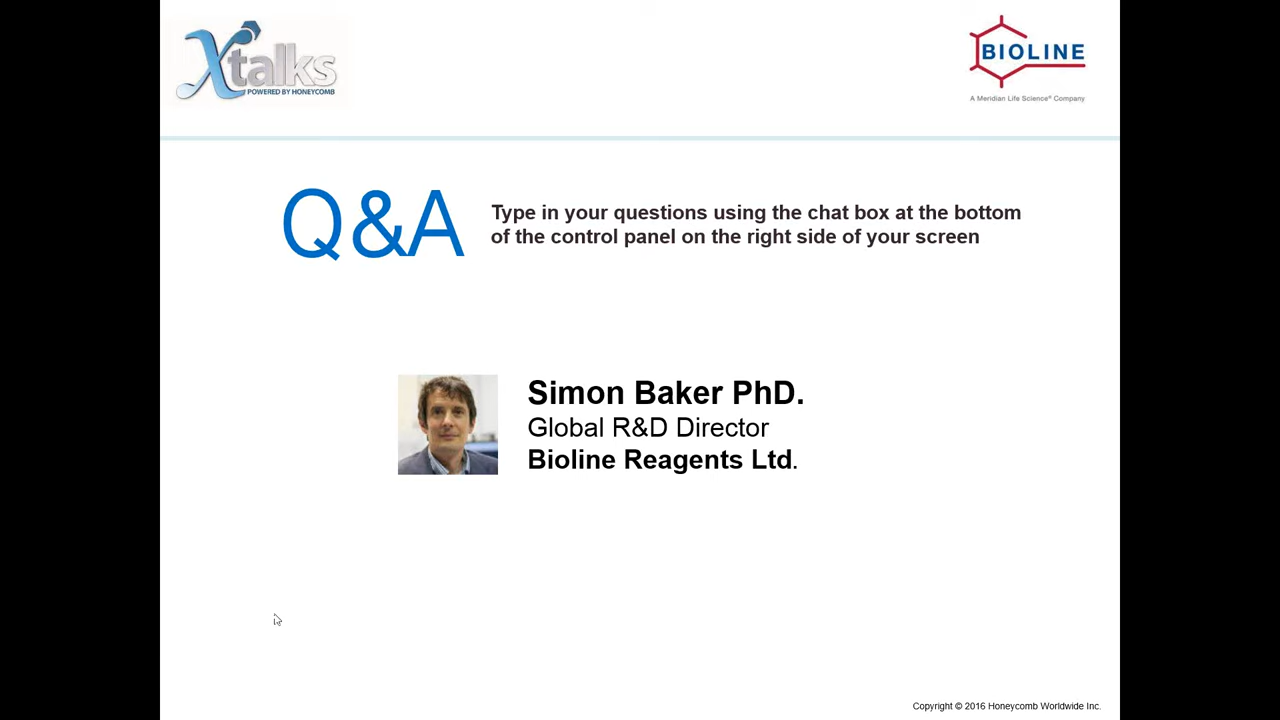 Xtalks
POWERED BY HONEYCOMB
BIOLINE
A Meridian Life Science® Company
Q&A
Type in your questions using the chat box at the bottom
of the control panel on the right side of your screen
Simon Baker PhD.
Global R&D Director
Bioline Reagents Ltd.
Copyright © 2016 Honeycomb Worldwide Inc.